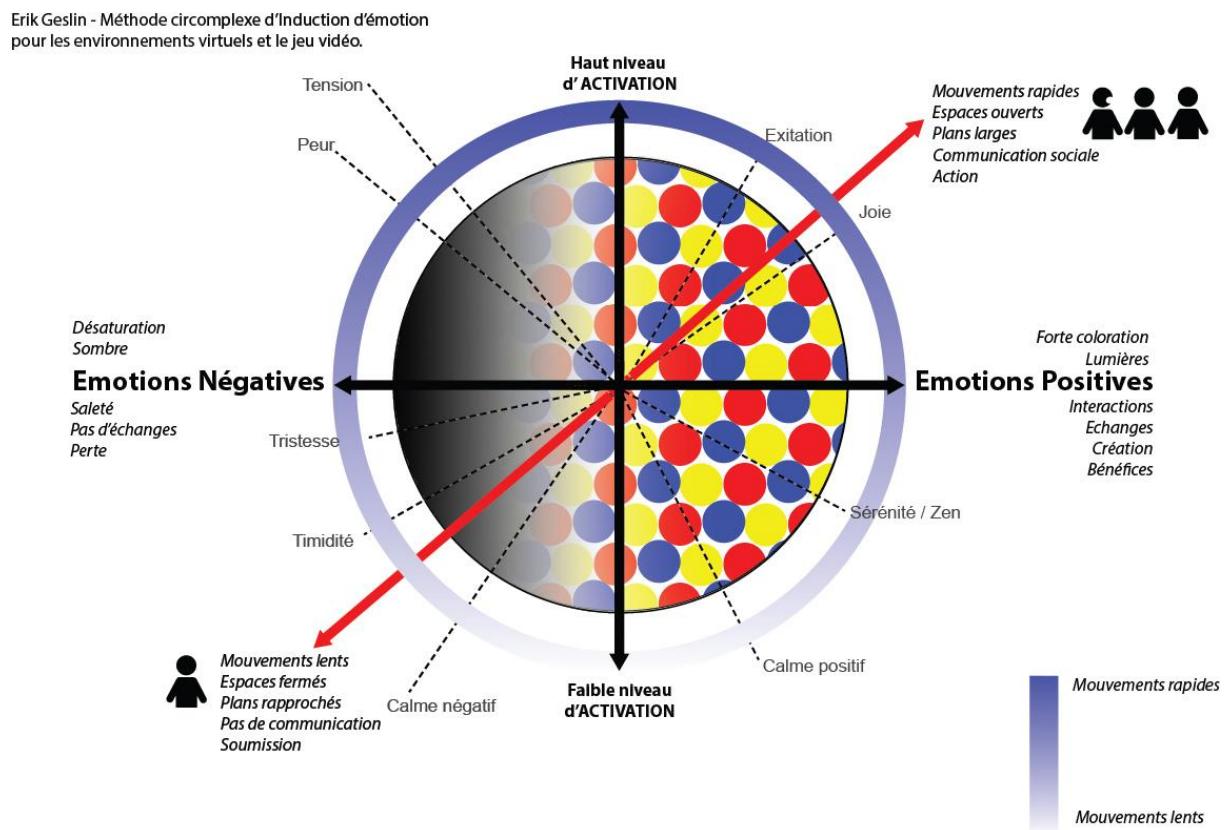 Erik Geslin - Méthode circomplexe d'Induction d'émotion
pour les environnements virtuels et le jeu vidéo.
Haut niveau
d' ACTIVATION
Tension
Peur
Exitation
Joie
Mouvements rapides
Espaces ouverts
Plans larges
Communication sociale
Action
Désaturation
Sombre
Emotions Négatives
Saleté
Pas d'échanges
Perte
Forte coloration
Lumières
Emotions Positives
Interactions
Echanges
Création
Bénéfices
Tristesse
Timidité
Calme négatif
Sérénité / Zen
Calme positif
Mouvements lents
Espaces fermés
Plans rapprochés
Pas de communication
Soumission
Faible niveau
d'ACTIVATION
Mouvements rapides
Mouvements lents